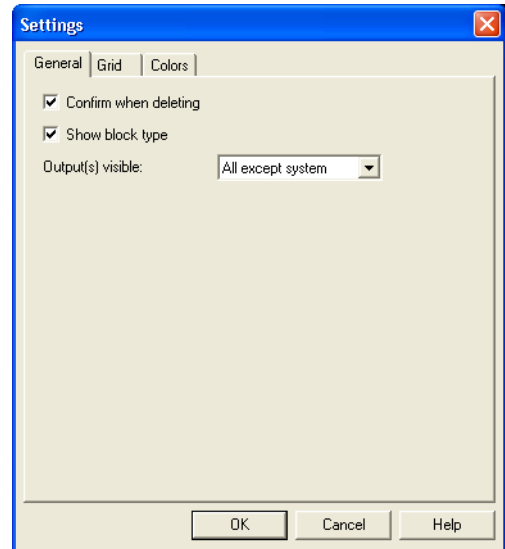 Settings
General Grid Colors
Confirm when deleting
Show block type
Output(s) visible: All except system
OK Cancel Help